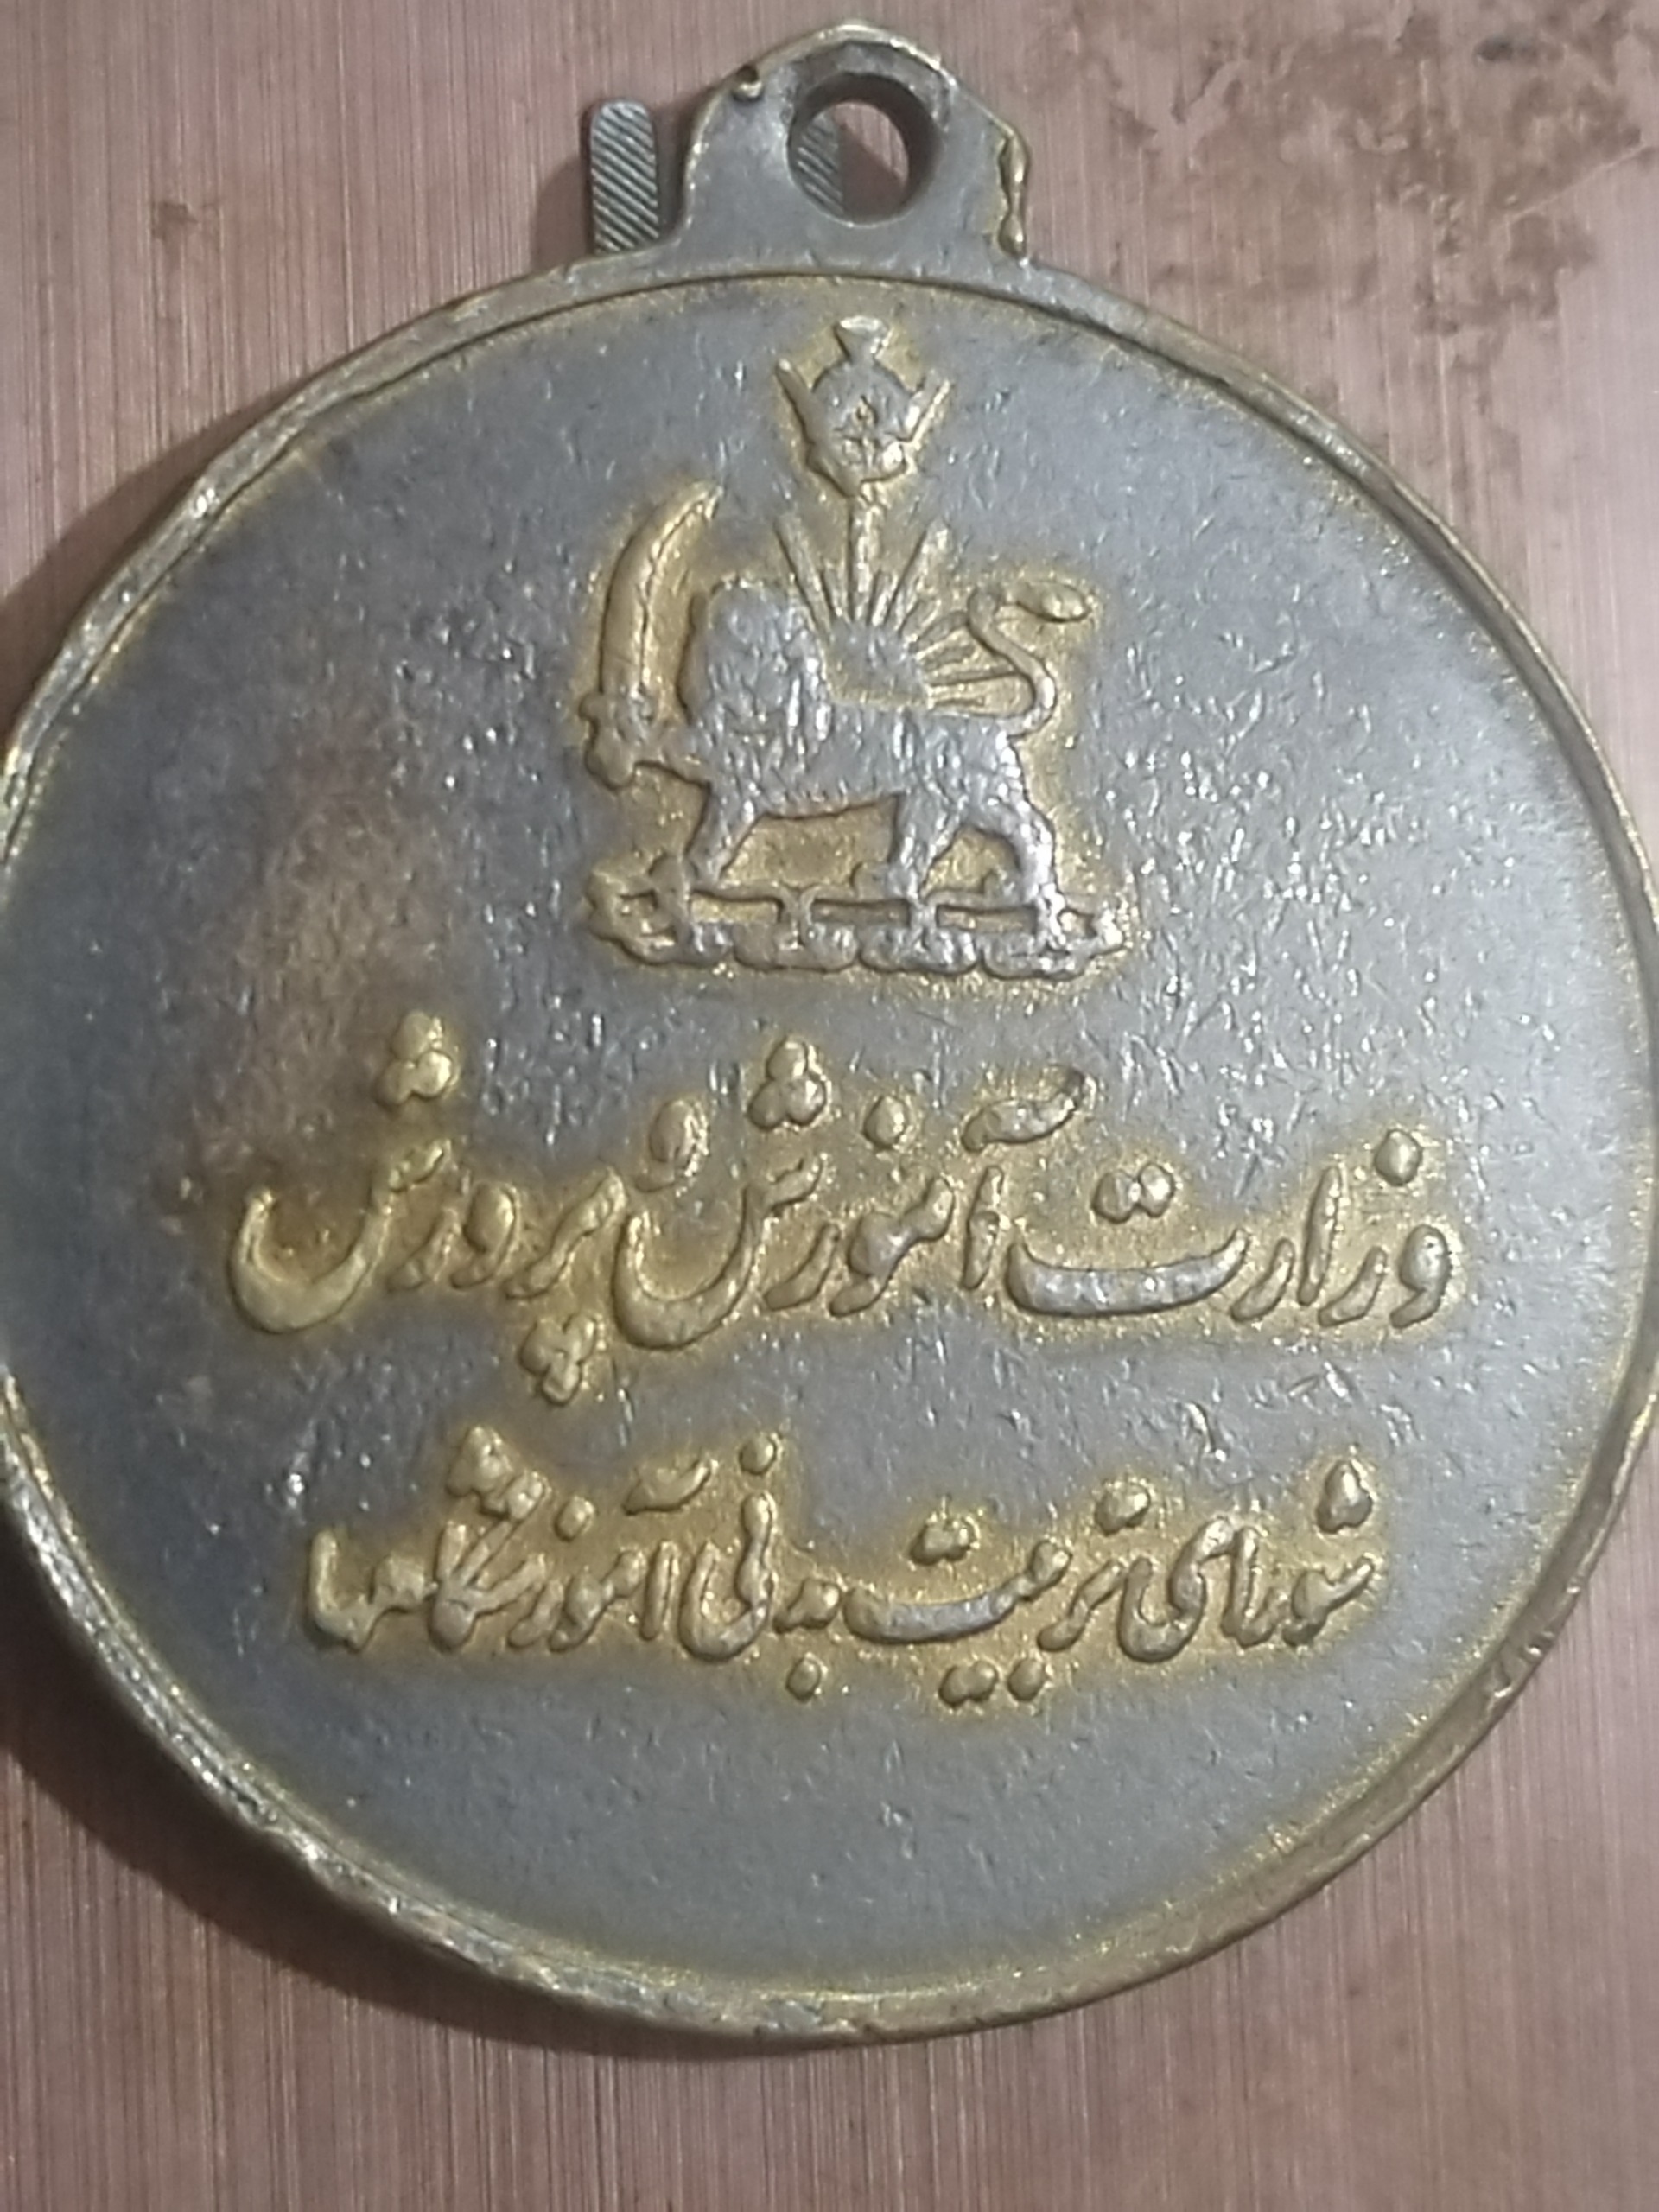 وزارت آموزش و پرورش
شورای تربیت بدنی آموزشگاهها